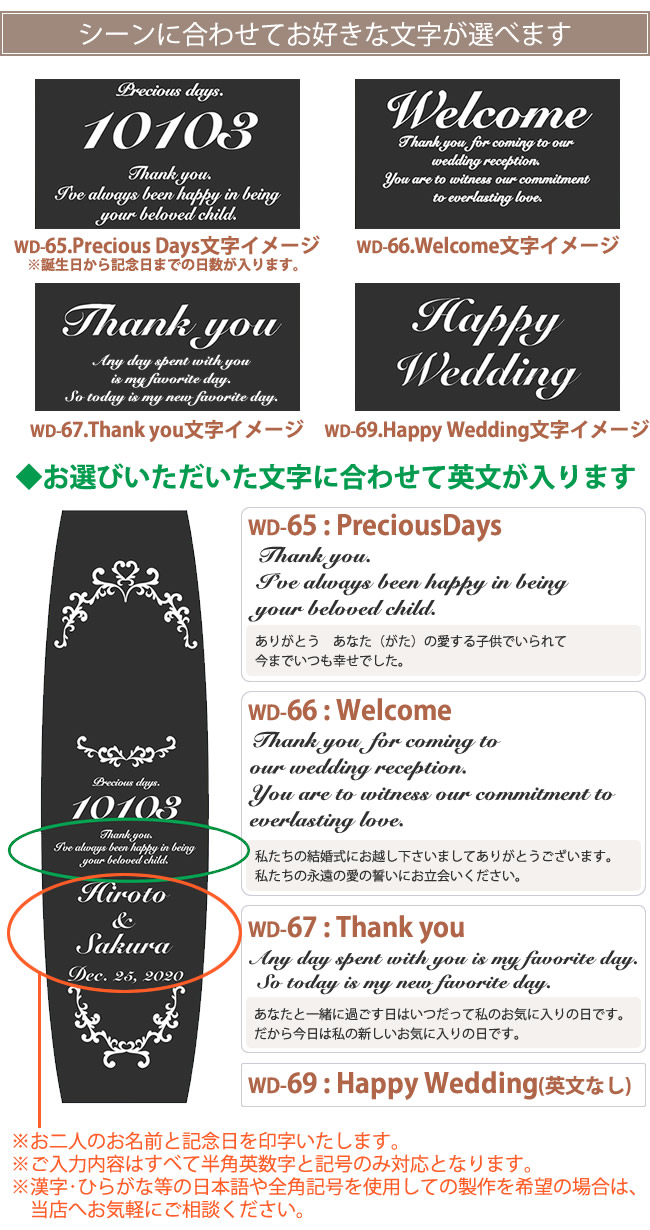 シーンに合わせてお好きな文字が選べます
Precious days.
10103
Thank you.
I've always been happy in being
your beloved child.
WD-65.Precious Days文字イメージ
※誕生日から記念日までの日数が入ります。
Welcome
Thank you for coming to our
wedding reception.
You are to witness our commitment
to everlasting love.
WD-66.Welcome文字イメージ
Thank you
Any day spent with you
is my favorite day.
So today is my new favorite day.
WD-67.Thank you文字イメージ
Happy
Wedding
WD-69.Happy Wedding文字イメージ
◆お選びいただいた文字に合わせて英文が入ります
Precious days.
10103
Thank you.
I've always been happy in being
your beloved child.
Hiroto
&
Sakura
Dec. 25, 2020
WD-65 : PreciousDays
Thank you.
I've always been happy in being
your beloved child.
ありがとう　あなた（がた）の愛する子供でいられて
今までいつも幸せでした。
WD-66 : Welcome
Thank you for coming to
our wedding reception.
You are to witness our commitment to
everlasting love.
私たちの結婚式にお越し下さいましてありがとうございます。
私たちの永遠の愛の誓いにお立会いください。
WD-67 : Thank you
Any day spent with you is my favorite day.
So today is my new favorite day.
あなたと一緒に過ごす日はいつだって私のお気に入りの日です。
だから今日は私の新しいお気に入りの日です。
WD-69 : Happy Wedding(英文なし)
※お二人のお名前と記念日を印字いたします。
※ご入力内容はすべて半角英数字と記号のみ対応となります。
※漢字･ひらがな等の日本語や全角記号を使用しての製作を希望の場合は、
当店へお気軽にご相談ください。